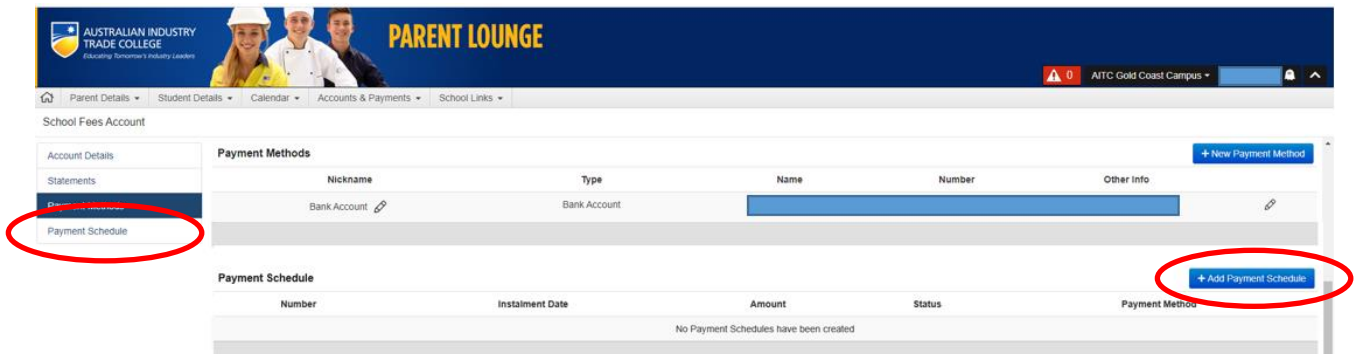 AUSTRALIAN INDUSTRY
TRADE COLLEGE
Educating Tomorrow's Industry Leaders
PARENT LOUNGE
0 AITC Gold Coast Campus
Parent Details Student Details Calendar Accounts & Payments School Links
School Fees Account
Account Details
Statements
Payment Methods
Payment Schedule
Payment Methods
+ New Payment Method
Nickname Type Name Number Other Info
Bank Account Bank Account
Payment Schedule
+ Add Payment Schedule
Number Instalment Date Amount Status Payment Method
No Payment Schedules have been created